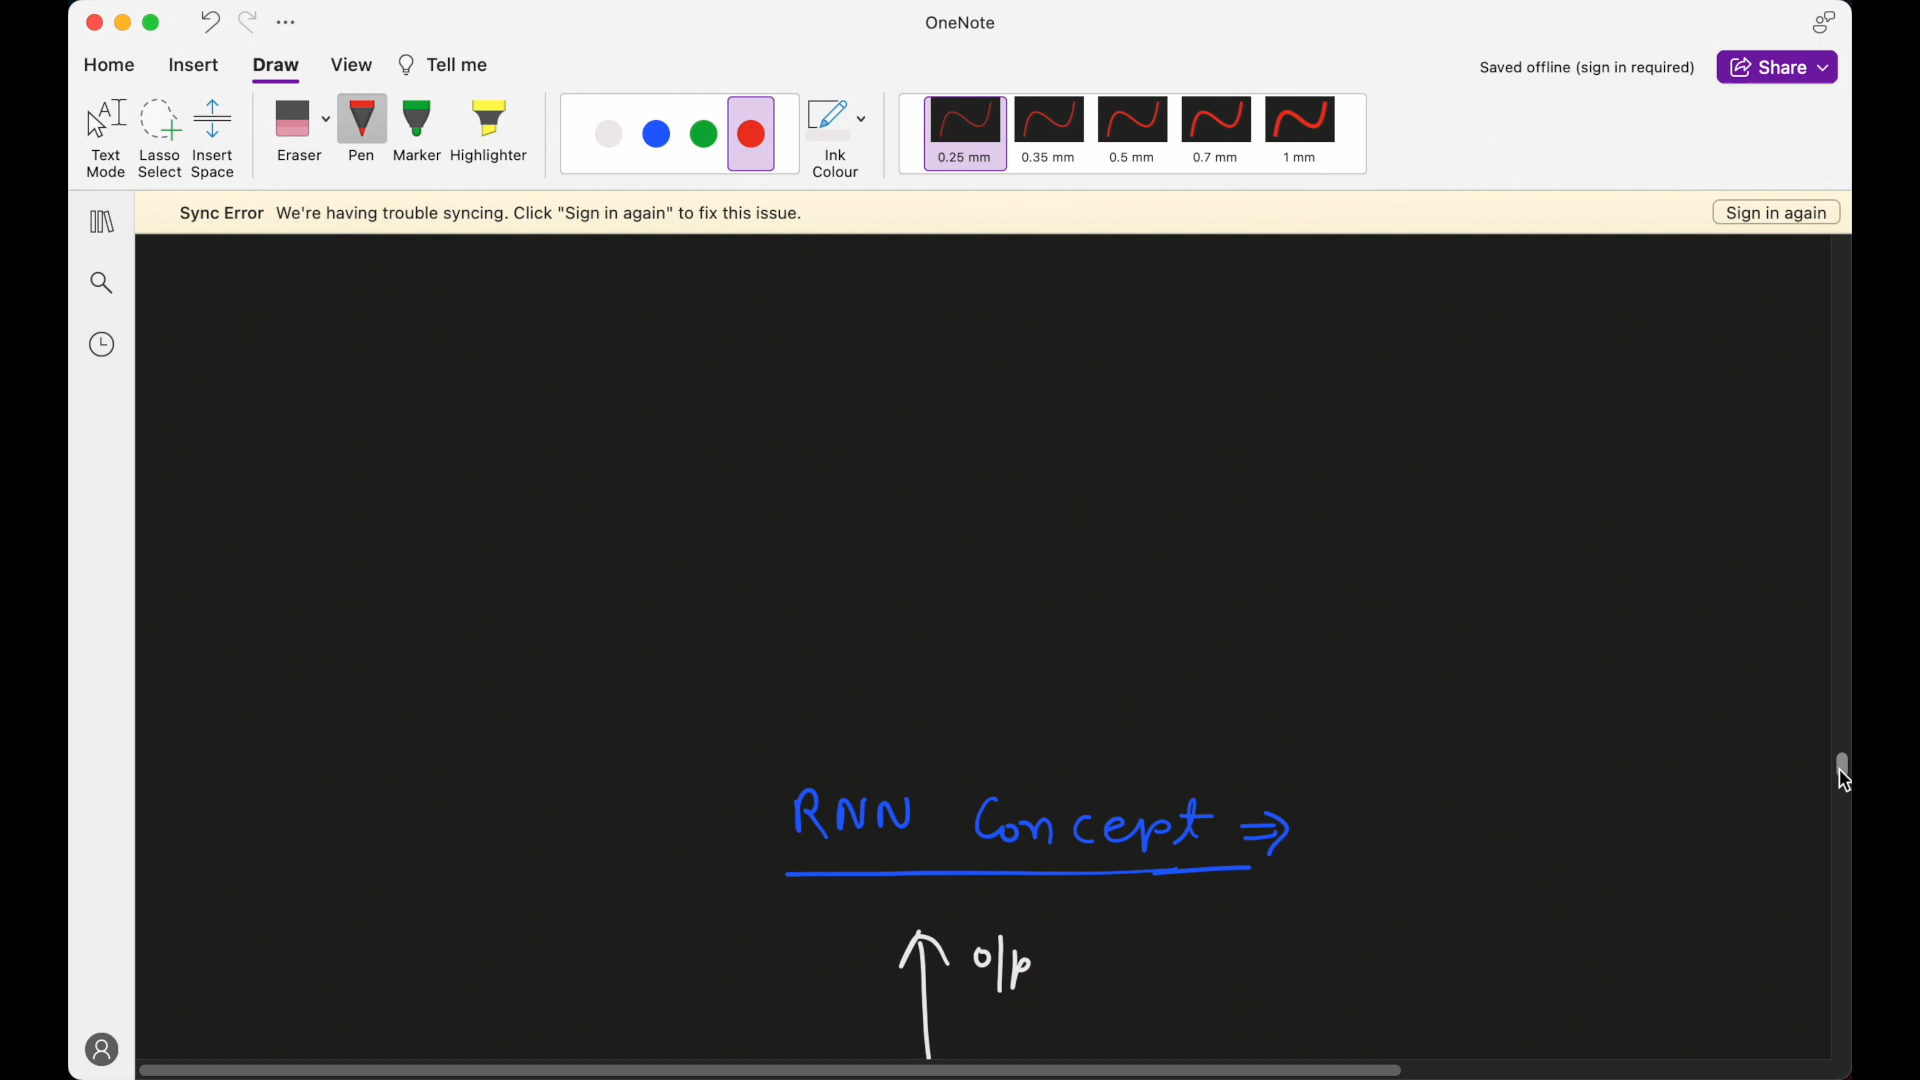 OneNote
Home Insert Draw View Tell me
Saved offline (sign in required) Share
Text Mode
Lasso Select
Insert Space
Eraser Pen Marker Highlighter
Ink Colour
0.25 mm 0.35 mm 0.5 mm 0.7 mm 1 mm
Sync Error We're having trouble syncing. Click "Sign in again" to fix this issue. Sign in again
RNN Concept ⇒
o/p